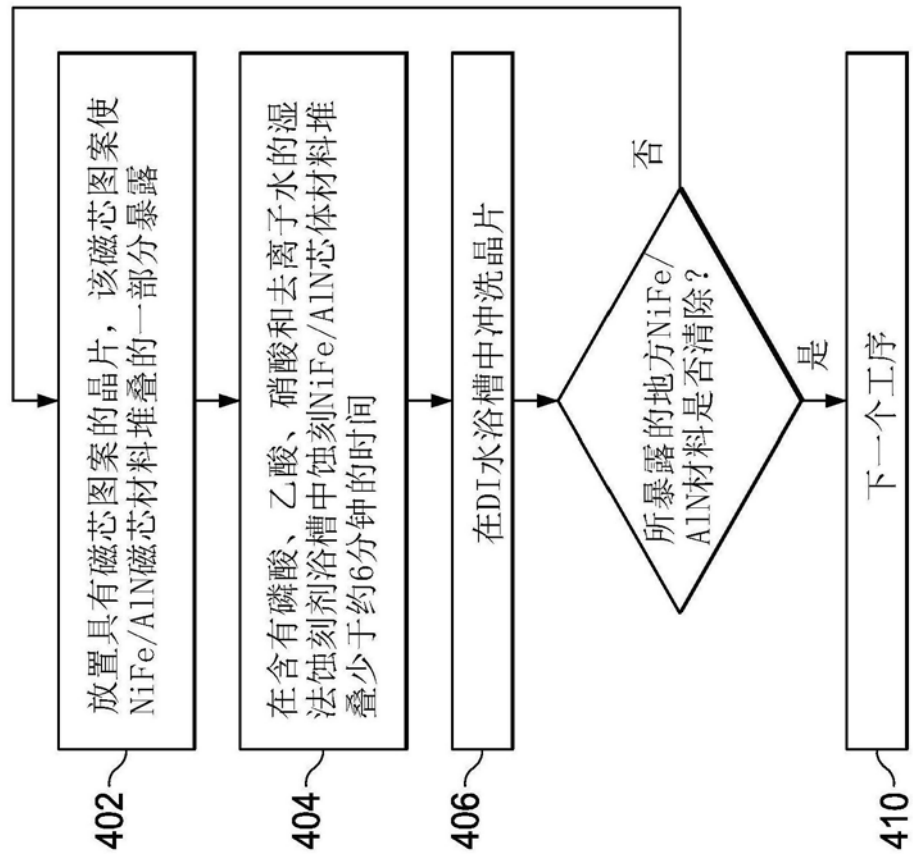 402
放置具有磁芯图案的晶片，该磁芯图案使
NiFe/AlN磁芯材料堆叠的一部分暴露
404
在含有磷酸、乙酸、硝酸和去离子水的湿
法蚀刻剂浴槽中蚀刻NiFe/AlN芯体材料堆
叠少于约6分钟的时间
406
在DI水浴槽中冲洗晶片
所暴露的地方NiFe/
AlN材料是否清除？
否
是
410
下一个工序